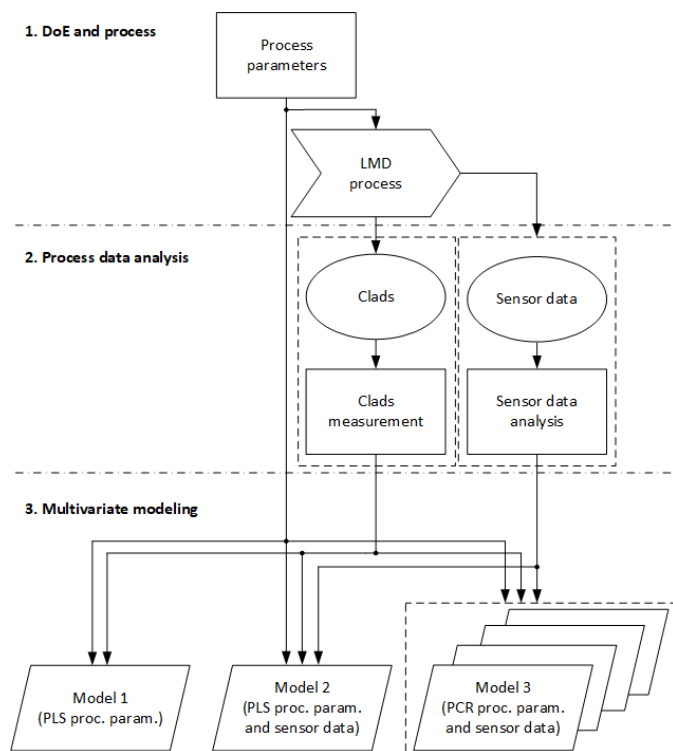 1. DoE and process
Process
parameters
LMD
process
2. Process data analysis
Clads
Sensor data
Clads
measurement
Sensor data
analysis
3. Multivariate modeling
Model 1
(PLS proc. param.)
Model 2
(PLS proc. param.
and sensor data)
Model 3
(PCR proc. param.
and sensor data)